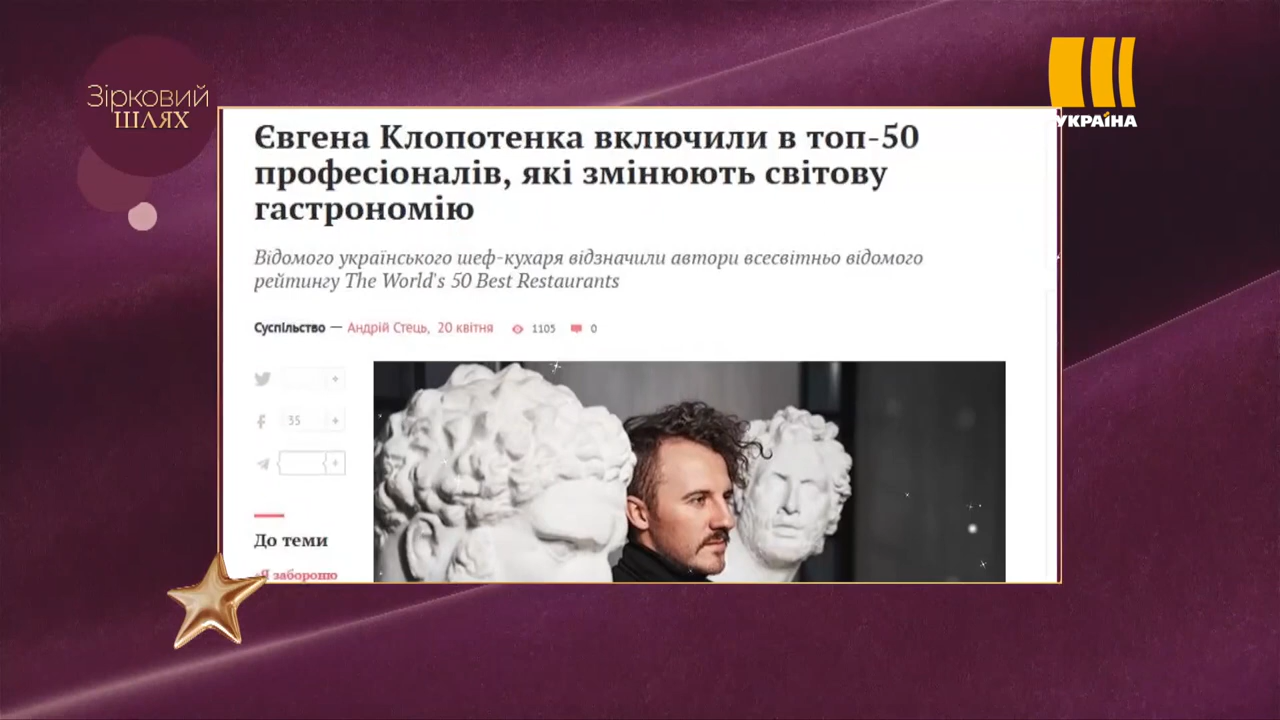 Зірковий
ШЛЯХ
УКРАЇНА
Євгена Клопотенка включили в топ-50
професіоналів, які змінюють світову
гастрономію
Відомого українського шеф-кухаря відзначили автори всесвітньо відомого
рейтингу The World's 50 Best Restaurants
Суспільство — Андрій Стець, 20 квітня 1105 0
+
35 +
+
До теми
«Я забороню